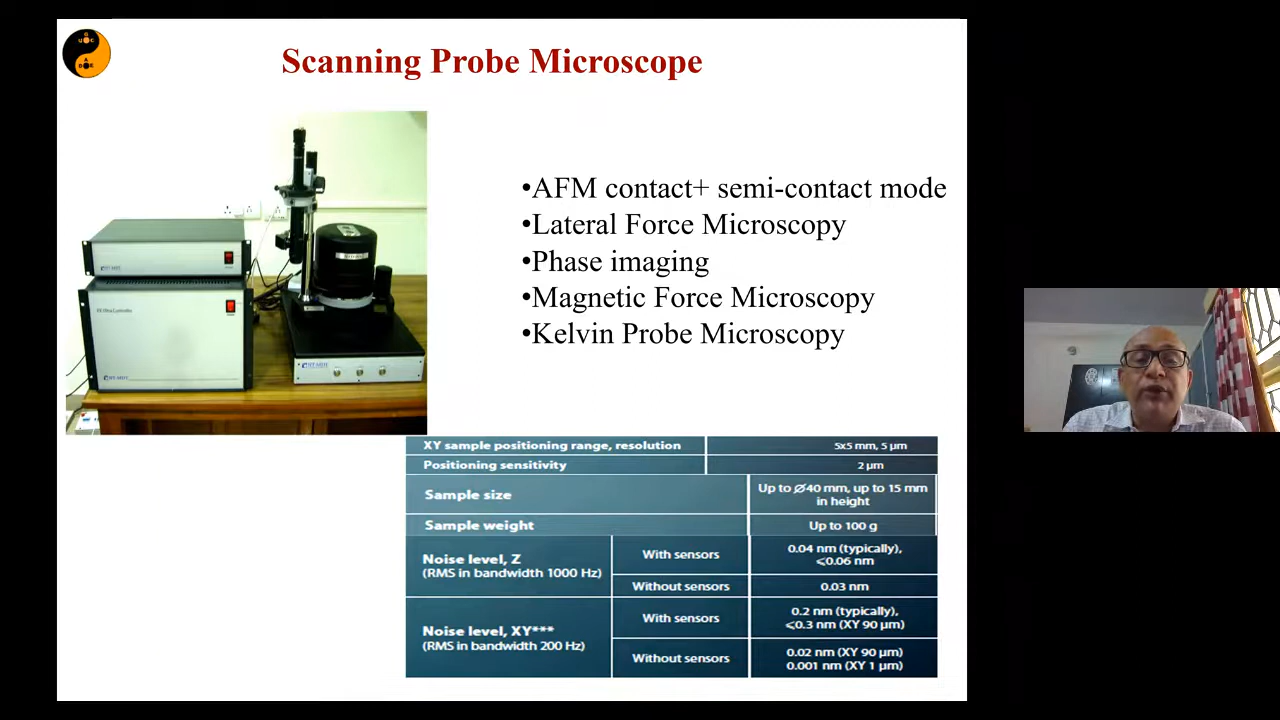 Scanning Probe Microscope
•AFM contact+ semi-contact mode
•Lateral Force Microscopy
•Phase imaging
•Magnetic Force Microscopy
•Kelvin Probe Microscopy
XY sample positioning range, resolution 5x5 mm, 5 µm
Positioning sensitivity 2 µm
Sample size Up to Ø40 mm, up to 15 mm
in height
Sample weight Up to 100 g
Noise level, Z
(RMS in bandwidth 1000 Hz)
With sensors 0.04 nm (typically),
⩽0.06 nm
Without sensors 0.03 nm
Noise level, XY***
(RMS in bandwidth 200 Hz)
With sensors 0.2 nm (typically),
⩽0.3 nm (XY 90 µm)
Without sensors 0.02 nm (XY 90 µm)
0.001 nm (XY 1 µm)